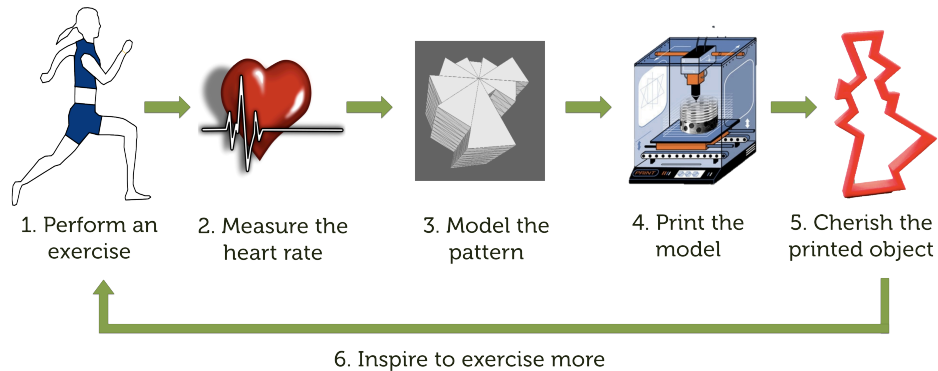 1. Perform an
exercise
2. Measure the
heart rate
3. Model the
pattern
PRINT
4. Print the
model
5. Cherish the
printed object
6. Inspire to exercise more